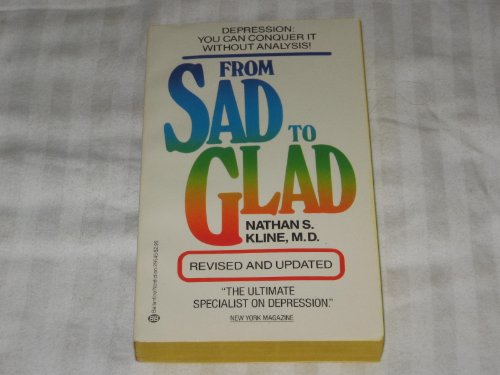 DEPRESSION:
YOU CAN CONQUER IT
WITHOUT ANALYSIS!
FROM
SAD
TO
GLAD
NATHAN S.
KLINE, M.D.
REVISED AND UPDATED
"THE ULTIMATE
SPECIALIST ON DEPRESSION."
NEW YORK MAGAZINE